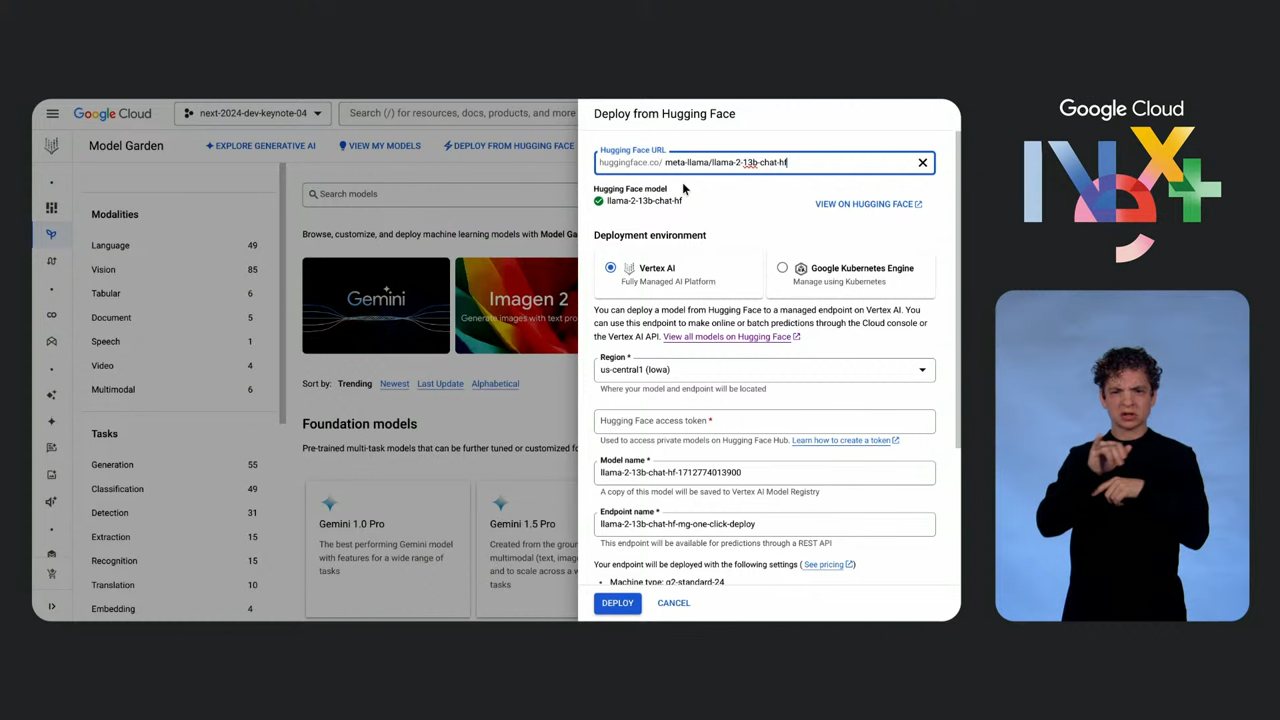 Google Cloud
next-2024-dev-keynote-04
Search (/) for resources, docs, products, and more
Model Garden
EXPLORE GENERATIVE AI
VIEW MY MODELS
DEPLOY FROM HUGGING FACE
Modalities
Language 49
Vision 85
Tabular 6
Document 5
Speech 1
Video 4
Multimodal 6
Tasks
Generation 55
Classification 49
Detection 31
Extraction 15
Recognition 15
Translation 10
Embedding 4
Search models
Browse, customize, and deploy machine learning models with Model Ga
Gemini
Imagen 2
Generate images with text pro
Sort by: Trending Newest Last Update Alphabetical
Foundation models
Pre-trained multi-task models that can be further tuned or customized fo
Gemini 1.0 Pro
The best performing Gemini model
with features for a wide range of
tasks
Gemini 1.5 Pro
Created from the grou
multimodal (text, image
and to scale across a w
tasks
Deploy from Hugging Face
Hugging Face URL
huggingface.co/ meta-llama/llama-2-13b-chat-hf
Hugging Face model
llama-2-13b-chat-hf
VIEW ON HUGGING FACE
Deployment environment
Vertex AI
Fully Managed AI Platform
Google Kubernetes Engine
Manage using Kubernetes
You can deploy a model from Hugging Face to a managed endpoint on Vertex AI. You
can use this endpoint to make online or batch predictions through the Cloud console or
the Vertex AI API. View all models on Hugging Face
Region *
us-central1 (Iowa)
Where your model and endpoint will be located
Hugging Face access token *
Used to access private models on Hugging Face Hub. Learn how to create a token
Model name *
llama-2-13b-chat-hf-1712774013900
A copy of this model will be saved to Vertex AI Model Registry
Endpoint name *
llama-2-13b-chat-hf-mg-one-click-deploy
This endpoint will be available for predictions through a REST API
Your endpoint will be deployed with the following settings ( See pricing )
• Machine type: g2-standard-24
DEPLOY
CANCEL
Google Cloud
Next